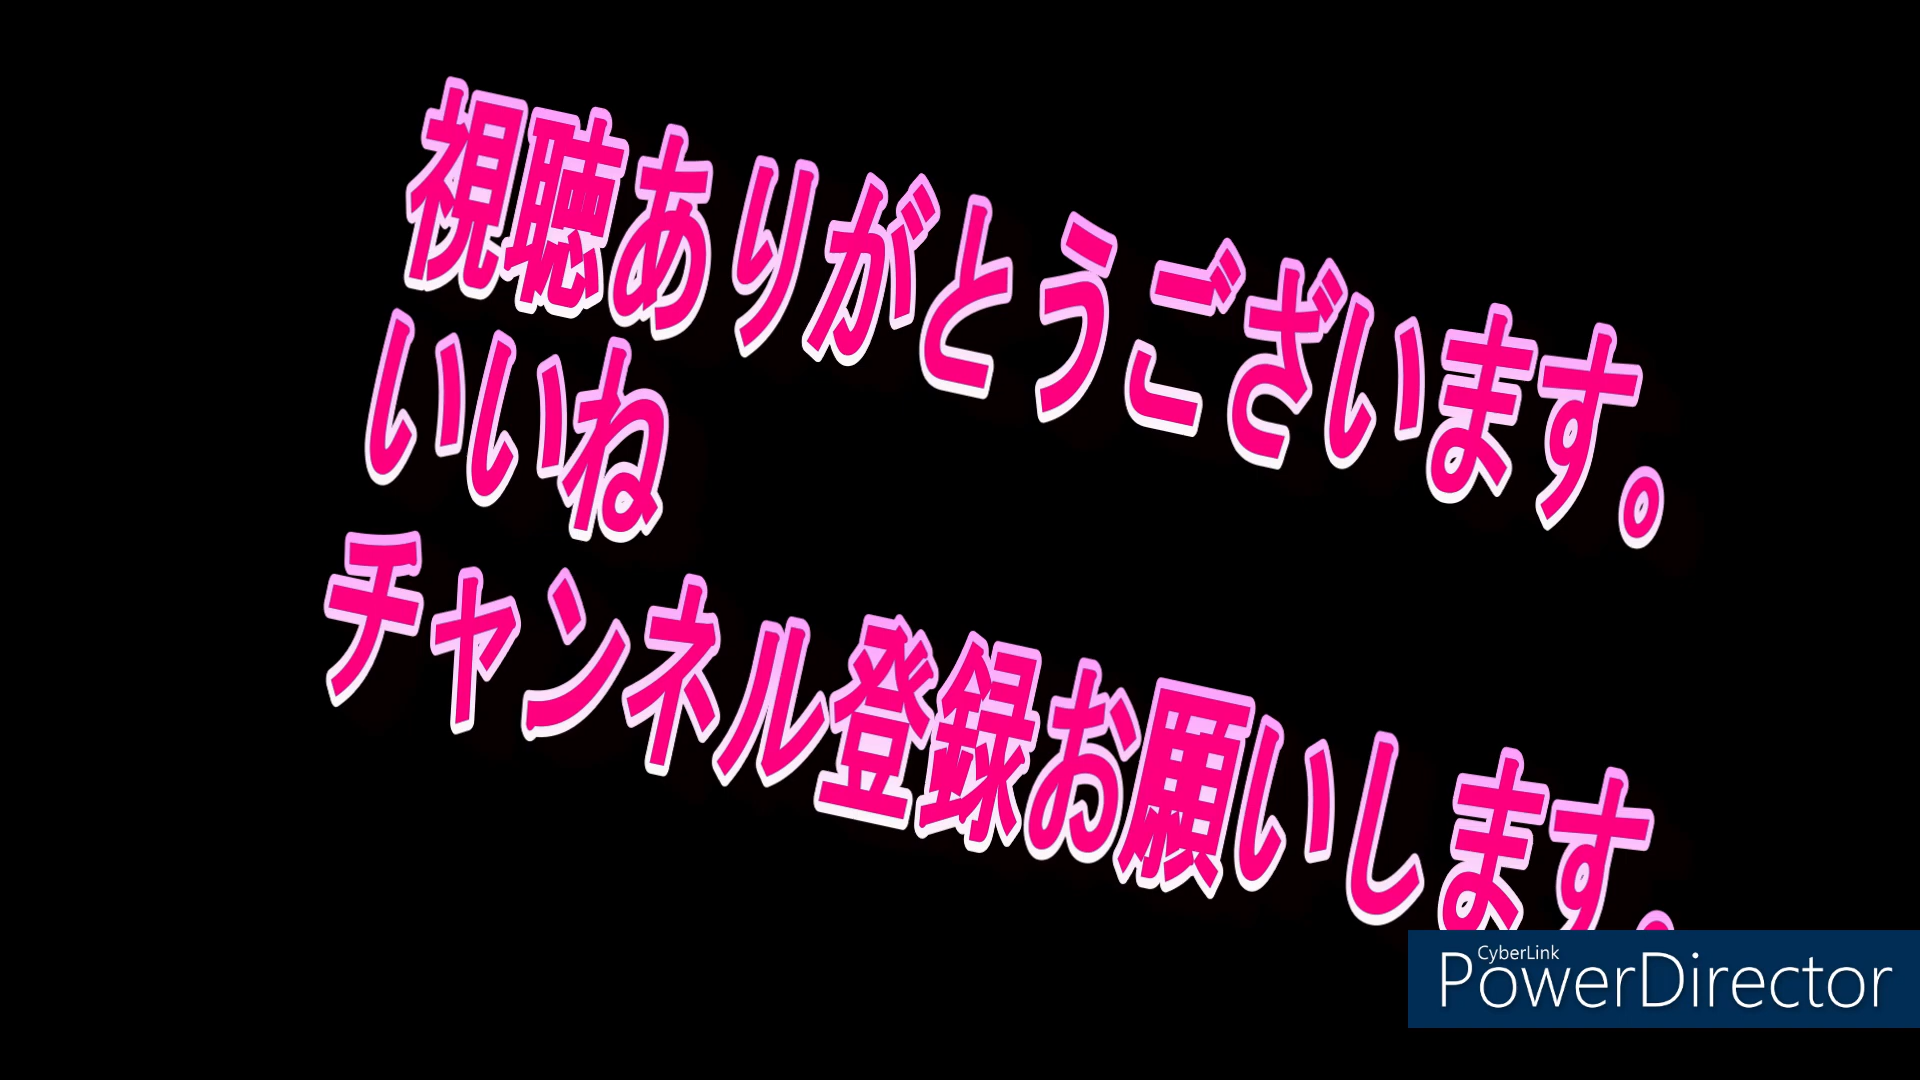 視聴ありがとうございます。
いいね
チャンネル登録お願いします。
CyberLink
PowerDirector